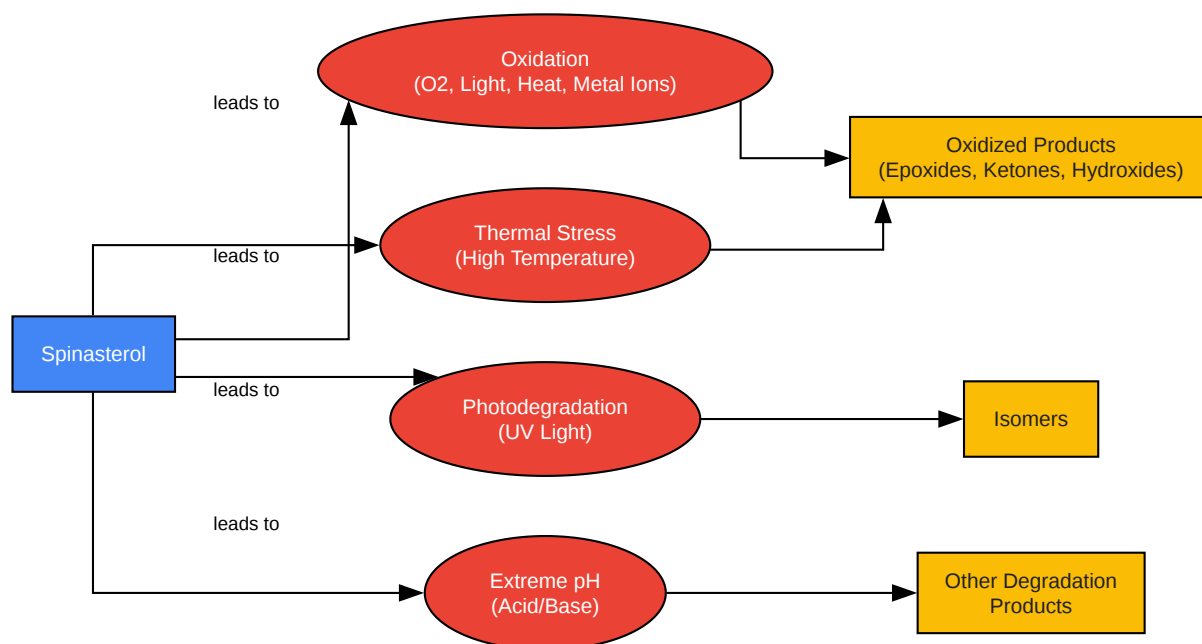 Oxidation
(O2, Light, Heat, Metal Ions)
leads to
Oxidized Products
(Epoxides, Ketones, Hydroxides)
Thermal Stress
(High Temperature)
leads to
Spinasterol
leads to
Photodegradation
(UV Light)
Isomers
leads to
Extreme pH
(Acid/Base)
Other Degradation
Products